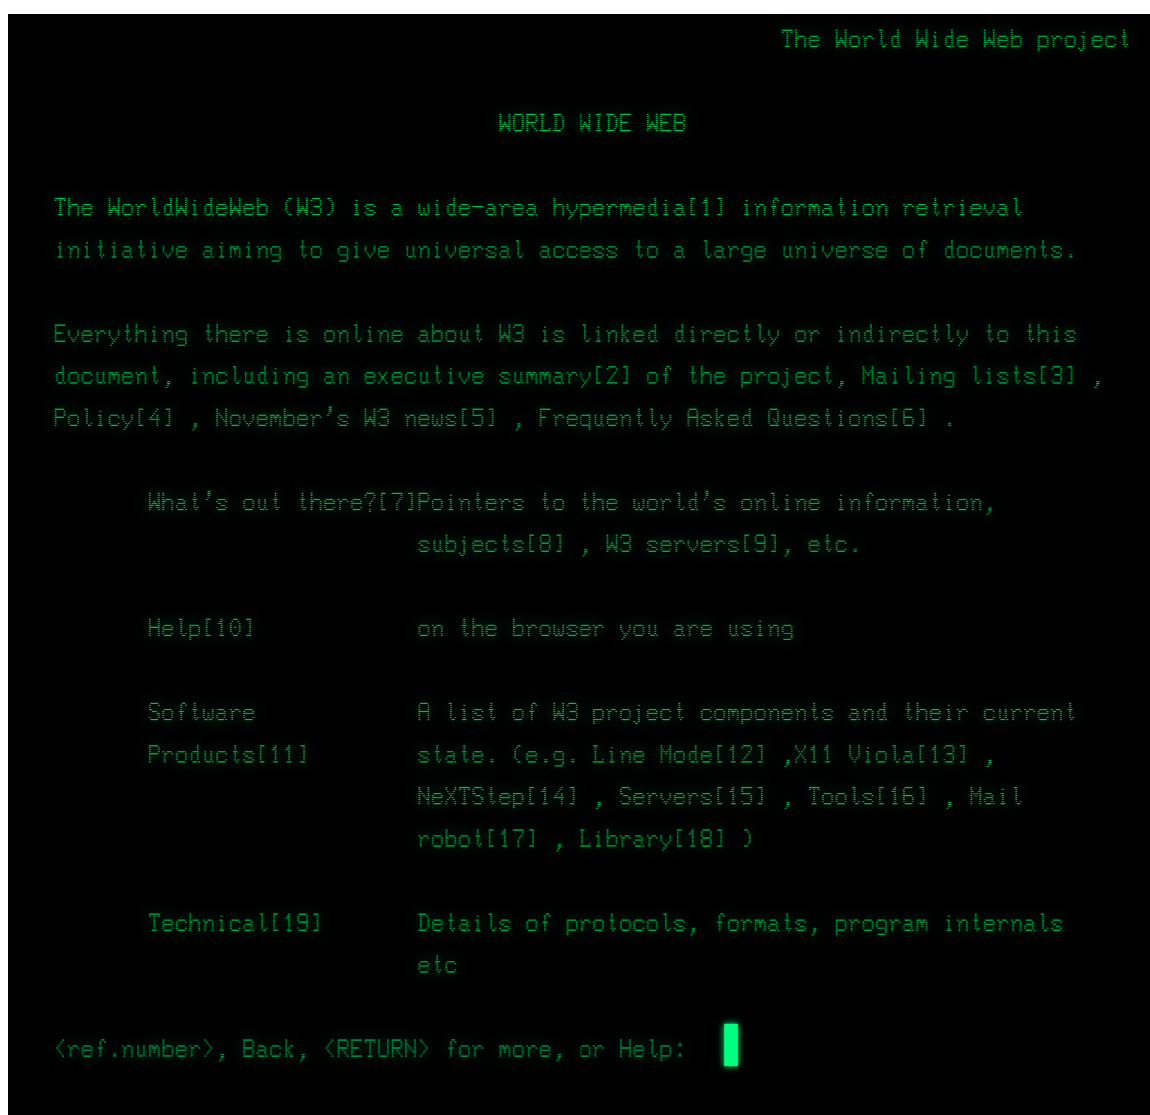 The World Wide Web project
WORLD WIDE WEB
The WorldWideWeb (W3) is a wide-area hypermedia[1] information retrieval
initiative aiming to give universal access to a large universe of documents.
Everything there is online about W3 is linked directly or indirectly to this
document, including an executive summary[2] of the project, Mailing lists[3] ,
Policy[4] , November's W3 news[5] , Frequently Asked Questions[6] .
What's out there?[7]Pointers to the world's online information,
subjects[8] , W3 servers[9], etc.
Help[10] on the browser you are using
Software A list of W3 project components and their current
Products[11] state. (e.g. Line Mode[12] ,X11 Viola[13] ,
NeXTStep[14] , Servers[15] , Tools[16] , Mail
robot[17] , Library[18] )
Technical[19] Details of protocols, formats, program internals
etc
<ref.number>, Back, <RETURN> for more, or Help: